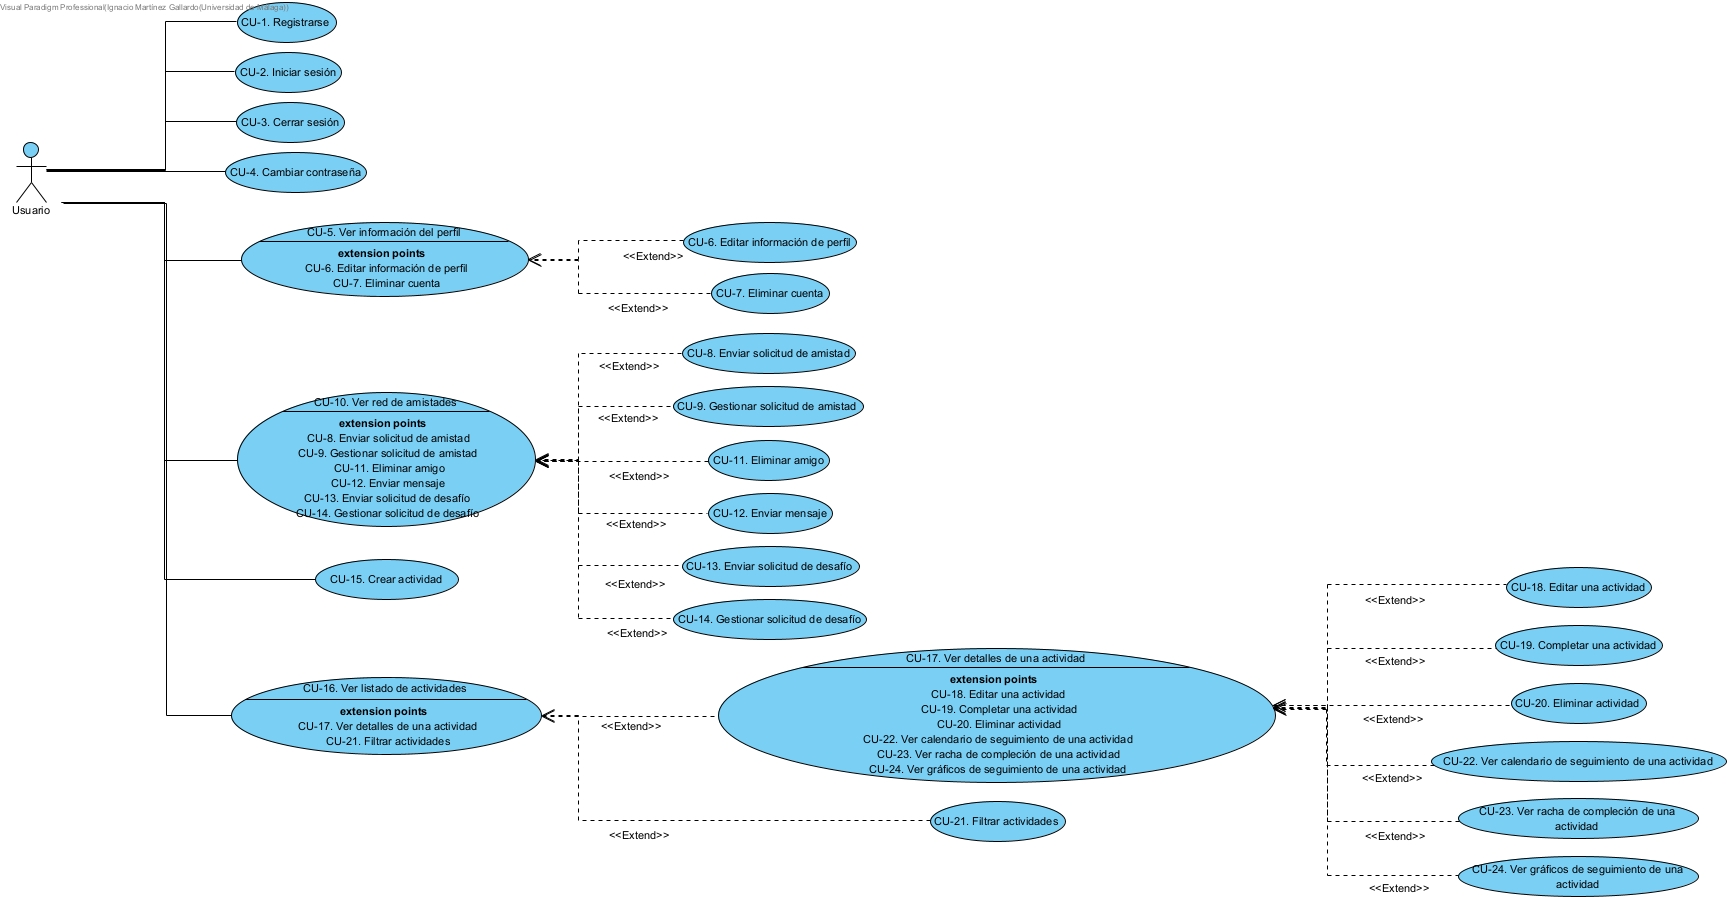 Visual Paradigm Professional(Ignacio Martínez Gallardo(Universidad de Málaga))
CU-1. Registrarse
CU-2. Iniciar sesión
CU-3. Cerrar sesión
CU-4. Cambiar contraseña
Usuario
CU-5. Ver información del perfil
extension points
CU-6. Editar información de perfil
CU-7. Eliminar cuenta
CU-6. Editar información de perfil
<<Extend>>
CU-7. Eliminar cuenta
<<Extend>>
CU-10. Ver red de amistades
extension points
CU-8. Enviar solicitud de amistad
CU-9. Gestionar solicitud de amistad
CU-11. Eliminar amigo
CU-12. Enviar mensaje
CU-13. Enviar solicitud de desafío
CU-14. Gestionar solicitud de desafío
CU-8. Enviar solicitud de amistad
<<Extend>>
CU-9. Gestionar solicitud de amistad
<<Extend>>
CU-11. Eliminar amigo
<<Extend>>
CU-12. Enviar mensaje
<<Extend>>
CU-13. Enviar solicitud de desafío
<<Extend>>
CU-14. Gestionar solicitud de desafío
<<Extend>>
CU-15. Crear actividad
CU-16. Ver listado de actividades
extension points
CU-17. Ver detalles de una actividad
CU-21. Filtrar actividades
<<Extend>>
CU-17. Ver detalles de una actividad
extension points
CU-18. Editar una actividad
CU-19. Completar una actividad
CU-20. Eliminar actividad
CU-22. Ver calendario de seguimiento de una actividad
CU-23. Ver racha de compleción de una actividad
CU-24. Ver gráficos de seguimiento de una actividad
CU-21. Filtrar actividades
<<Extend>>
CU-18. Editar una actividad
<<Extend>>
CU-19. Completar una actividad
<<Extend>>
CU-20. Eliminar actividad
<<Extend>>
CU-22. Ver calendario de seguimiento de una actividad
<<Extend>>
CU-23. Ver racha de compleción de una
actividad
<<Extend>>
CU-24. Ver gráficos de seguimiento de una
actividad
<<Extend>>